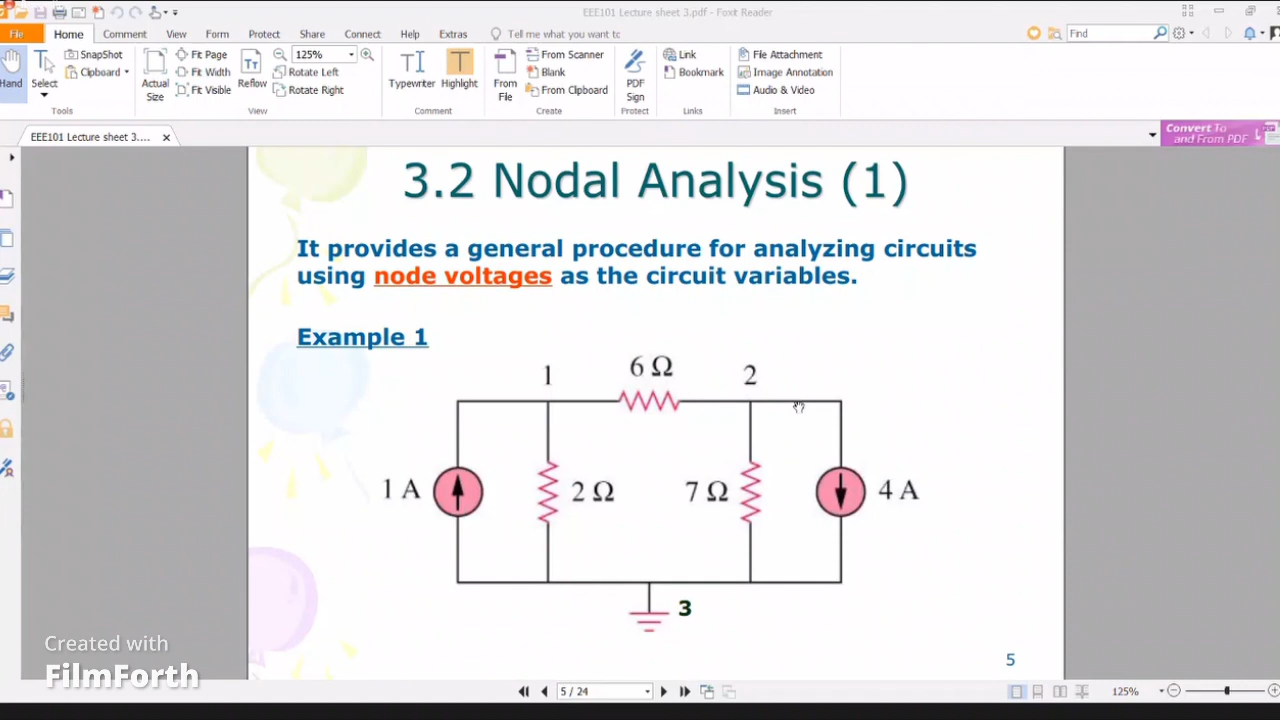 EEE101 Lecture sheet 3.pdf - Foxit Reader
File Home Comment View Form Protect Share Connect Help Extras Tell me what you want to Find
Hand
Select
SnapShot
Clipboard
Tools
Actual Size
Fit Page
Fit Width
Fit Visible
Reflow
125%
Rotate Left
Rotate Right
View
Typewriter
Highlight
Comment
From File
From Scanner
Blank
From Clipboard
Create
PDF Sign
Protect
Link
Bookmark
Links
File Attachment
Image Annotation
Audio & Video
Insert
EEE101 Lecture sheet 3....
Convert To
and From PDF
3.2 Nodal Analysis (1)
It provides a general procedure for analyzing circuits
using node voltages as the circuit variables.
Example 1
1 6 Ω 2
1 A 2 Ω 7 Ω 4 A
3
5
Created with
FilmForth
5 / 24
125%